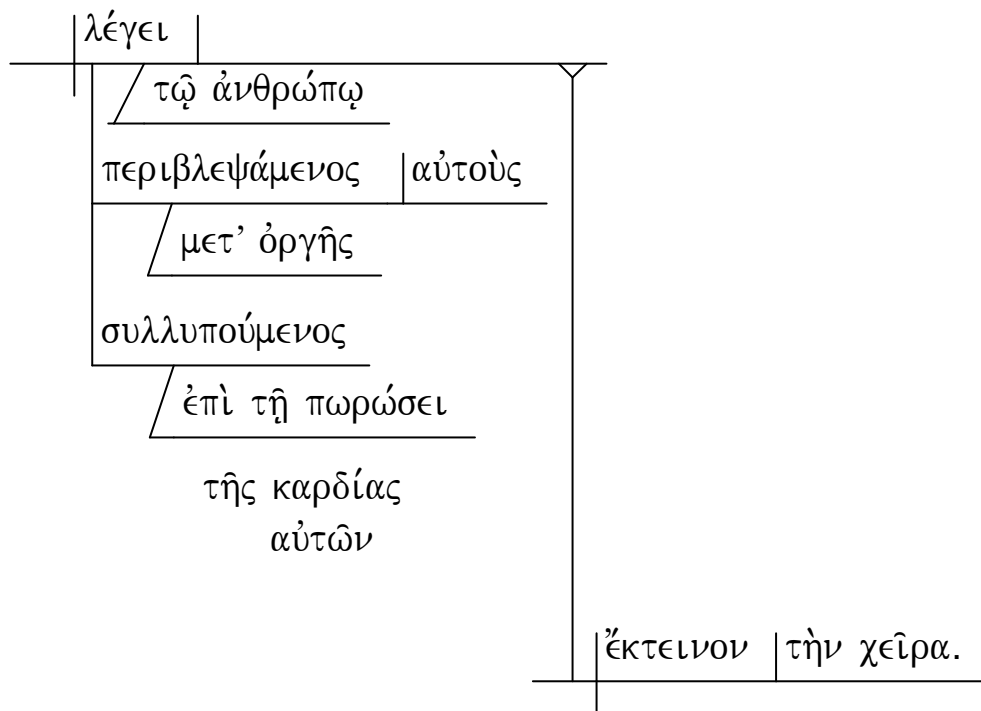 λέγει
τῷ ἀνθρώπῳ
περιβλεψάμενος αὐτοὺς
μετ’ ὀργῆς
συλλυπούμενος
ἐπὶ τῇ πωρώσει
τῆς καρδίας
αὐτῶν
ἔκτεινον τὴν χεῖρα.